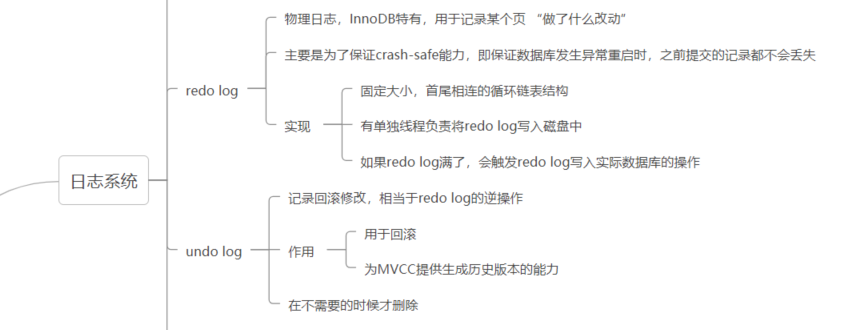 日志系统
redo log
物理日志，InnoDB特有，用于记录某个页 “做了什么改动”
主要是为了保证crash-safe能力，即保证数据库发生异常重启时，之前提交的记录都不会丢失
实现
固定大小，首尾相连的循环链表结构
有单独线程负责将redo log写入磁盘中
如果redo log满了，会触发redo log写入实际数据库的操作
undo log
记录回滚修改，相当于redo log的逆操作
作用
用于回滚
为MVCC提供生成历史版本的能力
在不需要的时候才删除